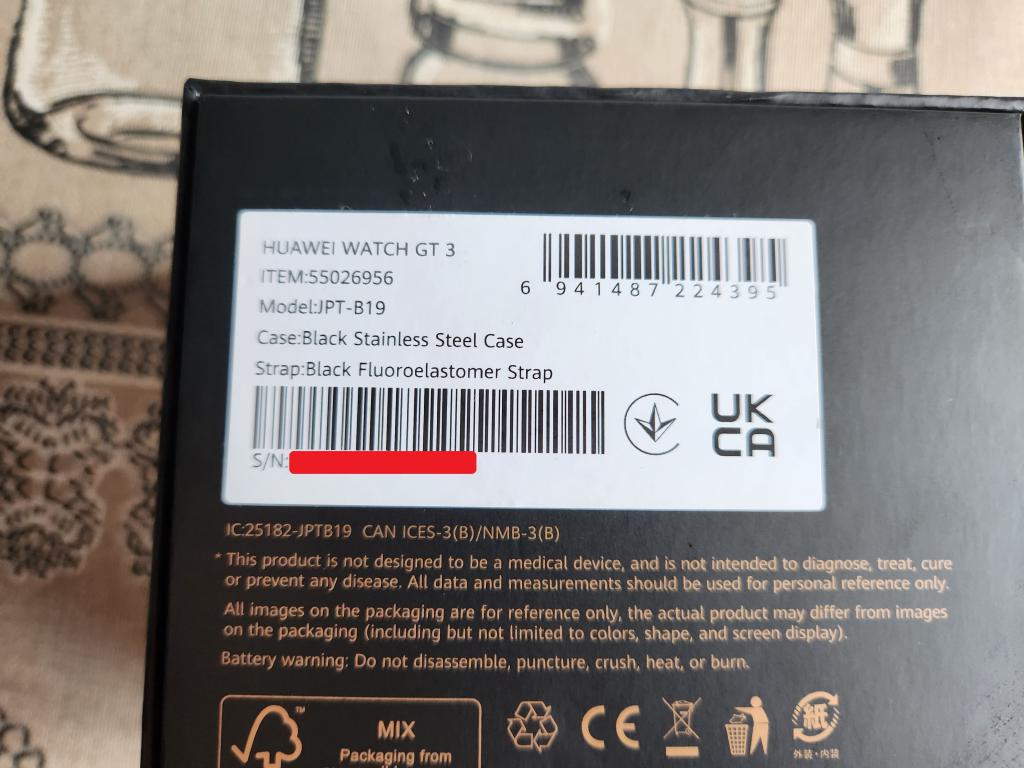 HUAWEI WATCH GT 3
ITEM:55026956
Model:JPT-B19
Case:Black Stainless Steel Case
Strap:Black Fluoroelastomer Strap
6 941487 224395
S/N:
UK
CA
IC:25182-JPTB19 CAN ICES-3(B)/NMB-3(B)
* This product is not designed to be a medical device, and is not intended to diagnose, treat, cure
or prevent any disease. All data and measurements should be used for personal reference only.
All images on the packaging are for reference only, the actual product may differ from images
on the packaging (including but not limited to colors, shape, and screen display).
Battery warning: Do not disassemble, puncture, crush, heat, or burn.
TM
MIX
Packaging from
CE
紙
外装・内装